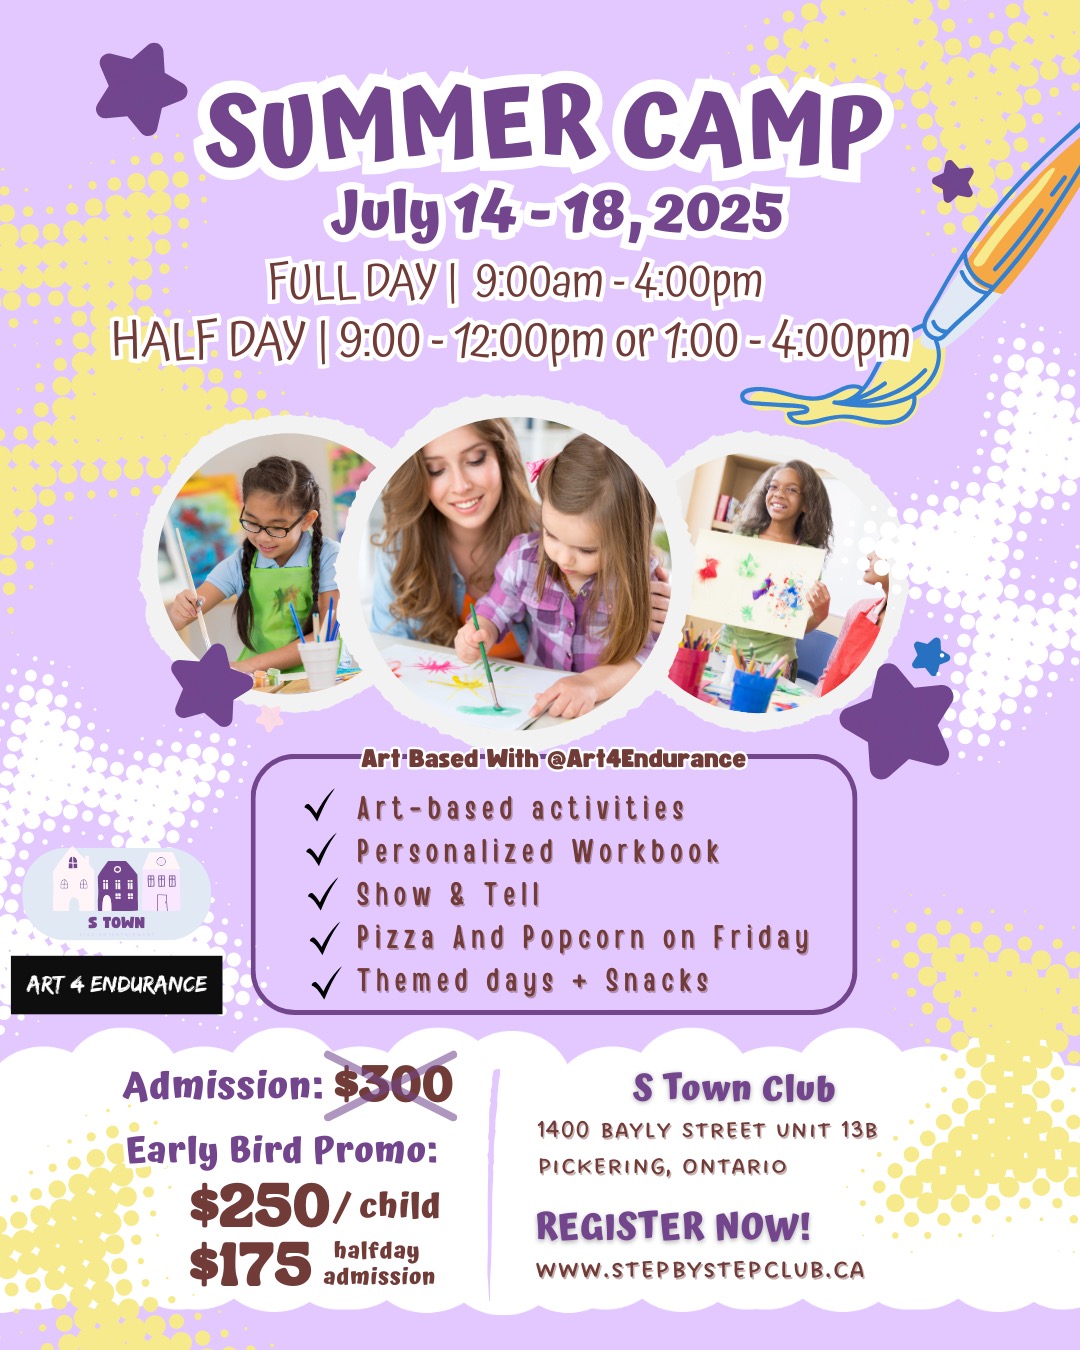 SUMMER CAMP
July 14 - 18, 2025
FULL DAY | 9:00am - 4:00pm
HALF DAY | 9:00 - 12:00pm or 1:00 - 4:00pm
Art Based With @Art4Endurance
Art-based activities
Personalized Workbook
Show & Tell
Pizza And Popcorn on Friday
Themed days + Snacks
S TOWN
ART 4 ENDURANCE
Admission: $300
Early Bird Promo:
$250/ child
$175 halfday
admission
S Town Club
1400 BAYLY STREET UNIT 13B
PICKERING, ONTARIO
REGISTER NOW!
WWW.STEPBYSTEPCLUB.CA